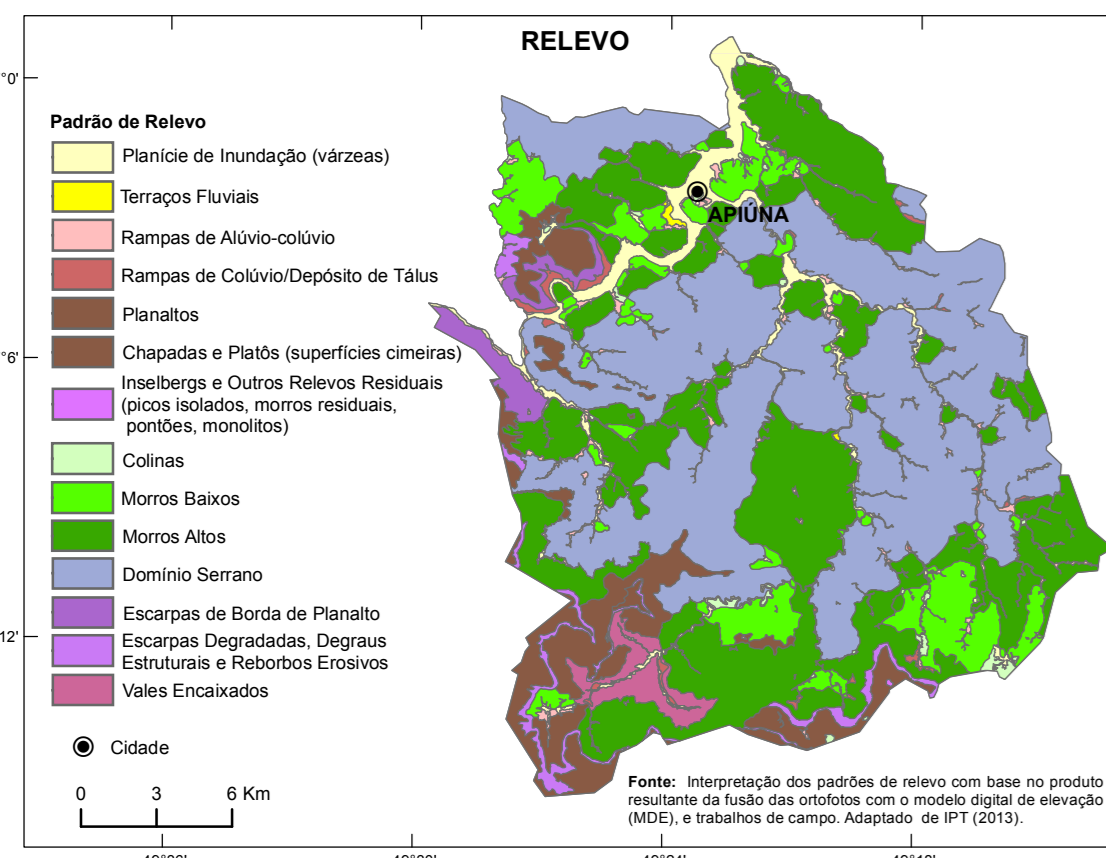 RELEVO
°0'
Padrão de Relevo
Planície de Inundação (várzeas)
Terraços Fluviais
Rampas de Alúvio-colúvio
Rampas de Colúvio/Depósito de Tálus
Planaltos
Chapadas e Platôs (superfícies cimeiras)
Inselbergs e Outros Relevos Residuais
(picos isolados, morros residuais,
pontões, monolitos)
Colinas
Morros Baixos
Morros Altos
Domínio Serrano
Escarpas de Borda de Planalto
Escarpas Degradadas, Degraus
Estruturais e Rebordos Erosivos
Vales Encaixados
Cidade
0 3 6 Km
APIÚNA
°6'
12'
Fonte: Interpretação dos padrões de relevo com base no produto
resultante da fusão das ortofotos com o modelo digital de elevação
(MDE), e trabalhos de campo. Adaptado de IPT (2013).